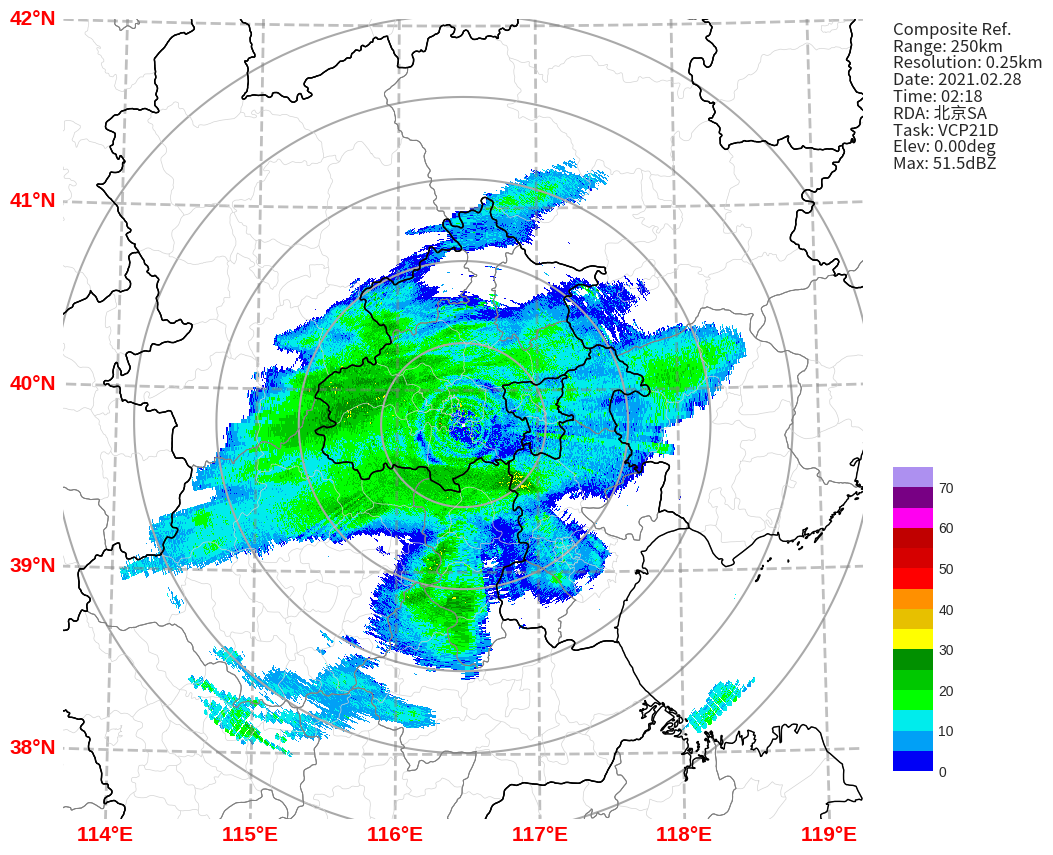 42°N
41°N
40°N
39°N
38°N
114°E 115°E 116°E 117°E 118°E 119°E
Composite Ref.
Range: 250km
Resolution: 0.25km
Date: 2021.02.28
Time: 02:18
RDA: 北京SA
Task: VCP21D
Elev: 0.00deg
Max: 51.5dBZ
70
60
50
40
30
20
10
0